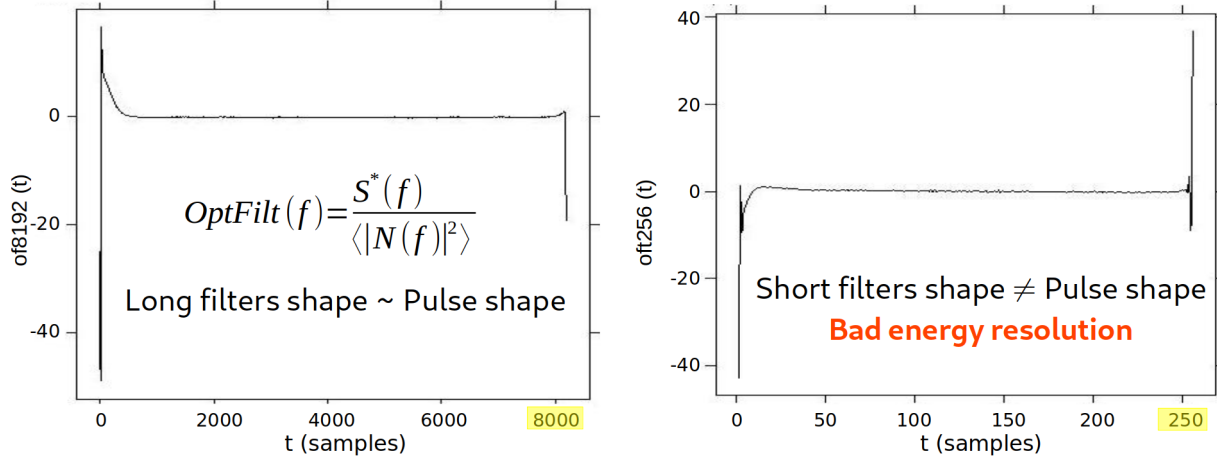 0
-20
-40
of8192 (t)
OptFilt(f)=S*(f)/⟨|N(f)|²⟩
Long filters shape ~ Pulse shape
0 2000 4000 6000 8000
t (samples)
40
20
0
-20
-40
oft256 (t)
Short filters shape ≠ Pulse shape
Bad energy resolution
0 50 100 150 200 250
t (samples)